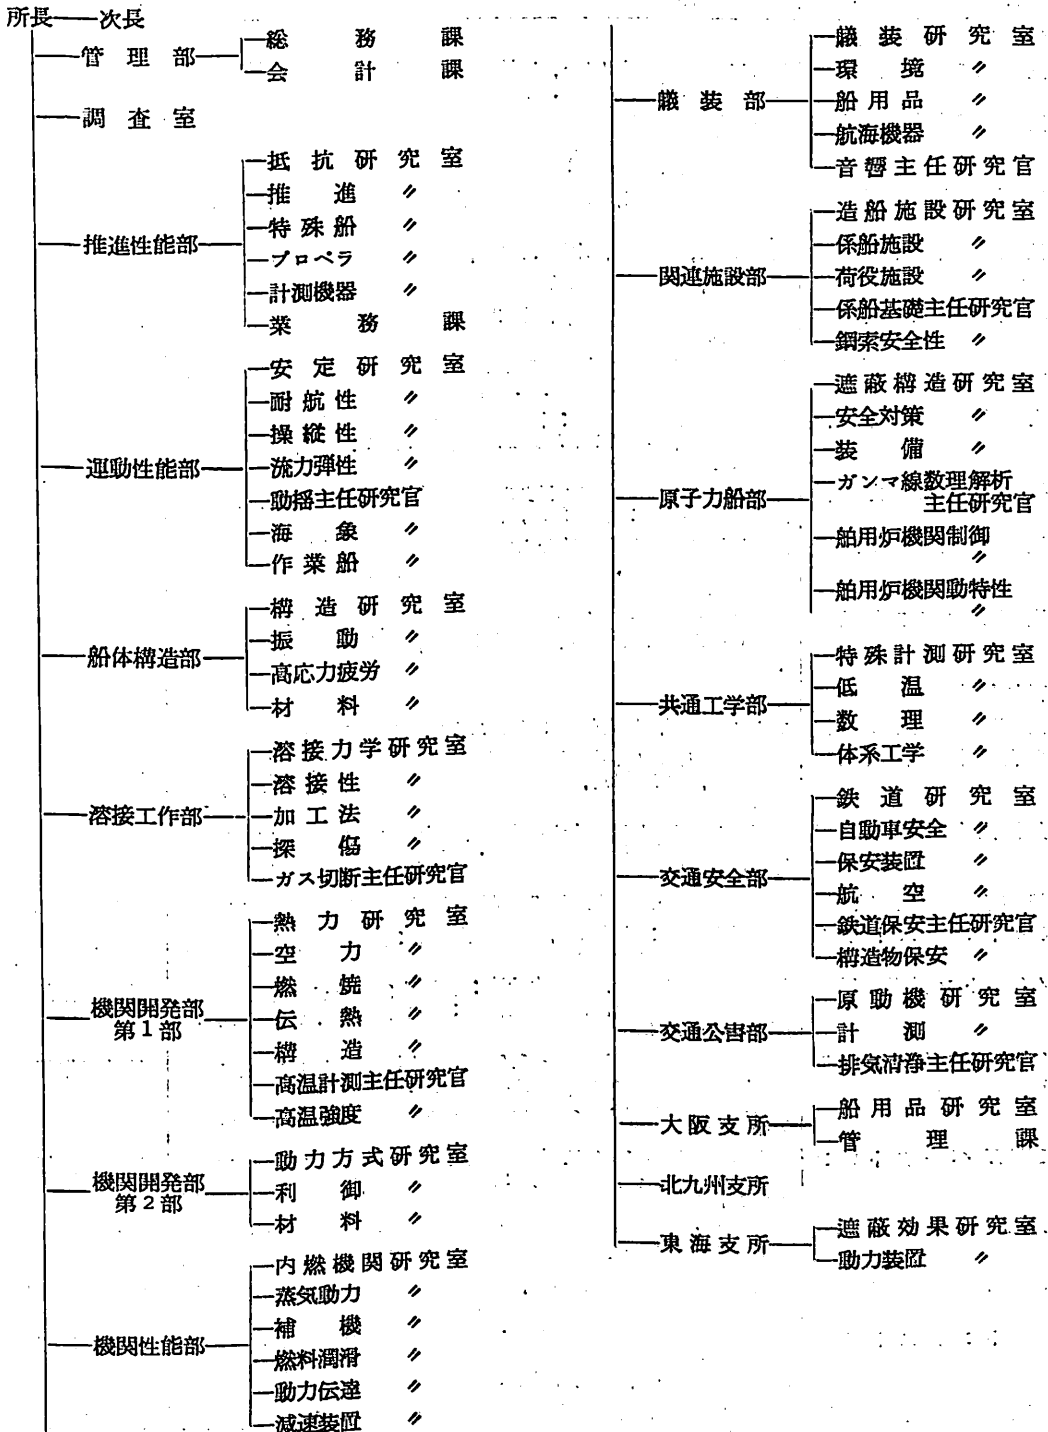 所長 次長
管理部
総務課
会計課
調査室
推進性能部
抵抗研究室
推進 〃
特殊船 〃
プロペラ 〃
計測機器 〃
業務課
運動性能部
安定研究室
耐航性 〃
操縦性 〃
流力弾性 〃
動揺主任研究官
海象 〃
作業船 〃
船体構造部
構造研究室
振動 〃
高応力疲労 〃
材料 〃
溶接工作部
溶接力学研究室
溶接性 〃
加工法 〃
探傷 〃
ガス切断主任研究官
機関開発部
第1部
熱力研究室
空力 〃
燃焼 〃
伝熱 〃
構造 〃
高温計測主任研究官
高温強度 〃
機関開発部
第2部
動力方式研究室
利御 〃
材料 〃
機関性能部
内燃機関研究室
蒸気動力 〃
補機 〃
燃料潤滑 〃
動力伝達 〃
減速装置 〃
艤装部
艤装研究室
環境 〃
船用品 〃
航海機器 〃
音響主任研究官
関連施設部
造船施設研究室
係船施設 〃
荷役施設 〃
係船基礎主任研究官
鋼索安全性 〃
原子力船部
遮蔽構造研究室
安全対策 〃
装備 〃
ガンマ線数理解析
主任研究官
舶用炉機関制御
〃
舶用炉機関動特性
〃
共通工学部
特殊計測研究室
低温 〃
数理 〃
体系工学 〃
交通安全部
鉄道研究室
自動車安全 〃
保安装置 〃
航空 〃
鉄道保安主任研究官
構造物保安 〃
交通公害部
原動機研究室
計測 〃
排気清浄主任研究官
大阪支所
船用品研究室
管理課
北九州支所
東海支所
遮蔽効果研究室
動力装置 〃